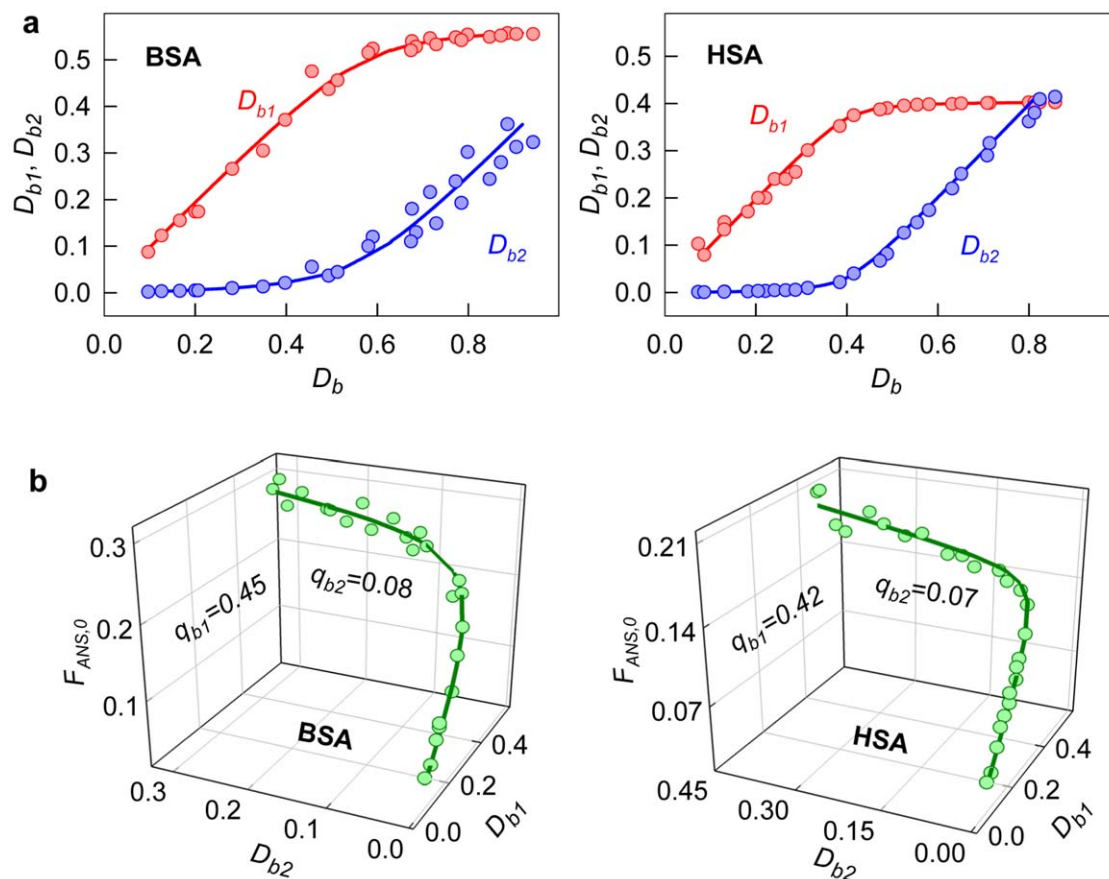 a
BSA
HSA
D_b1
D_b2
D_b1, D_b2
0.5
0.4
0.3
0.2
0.1
0.0
0.0 0.2 0.4 0.6 0.8
D_b
D_b1
D_b2
D_b1, D_b2
0.5
0.4
0.3
0.2
0.1
0.0
0.0 0.2 0.4 0.6 0.8
D_b
b
F_ANS,0
0.3
0.2
0.1
q_b1=0.45
q_b2=0.08
BSA
0.3 0.2 0.1 0.0
D_b2
0.0 0.2 0.4
D_b1
F_ANS,0
0.21
0.14
0.07
q_b1=0.42
q_b2=0.07
HSA
0.45 0.30 0.15 0.00
D_b2
0.0 0.2 0.4
D_b1